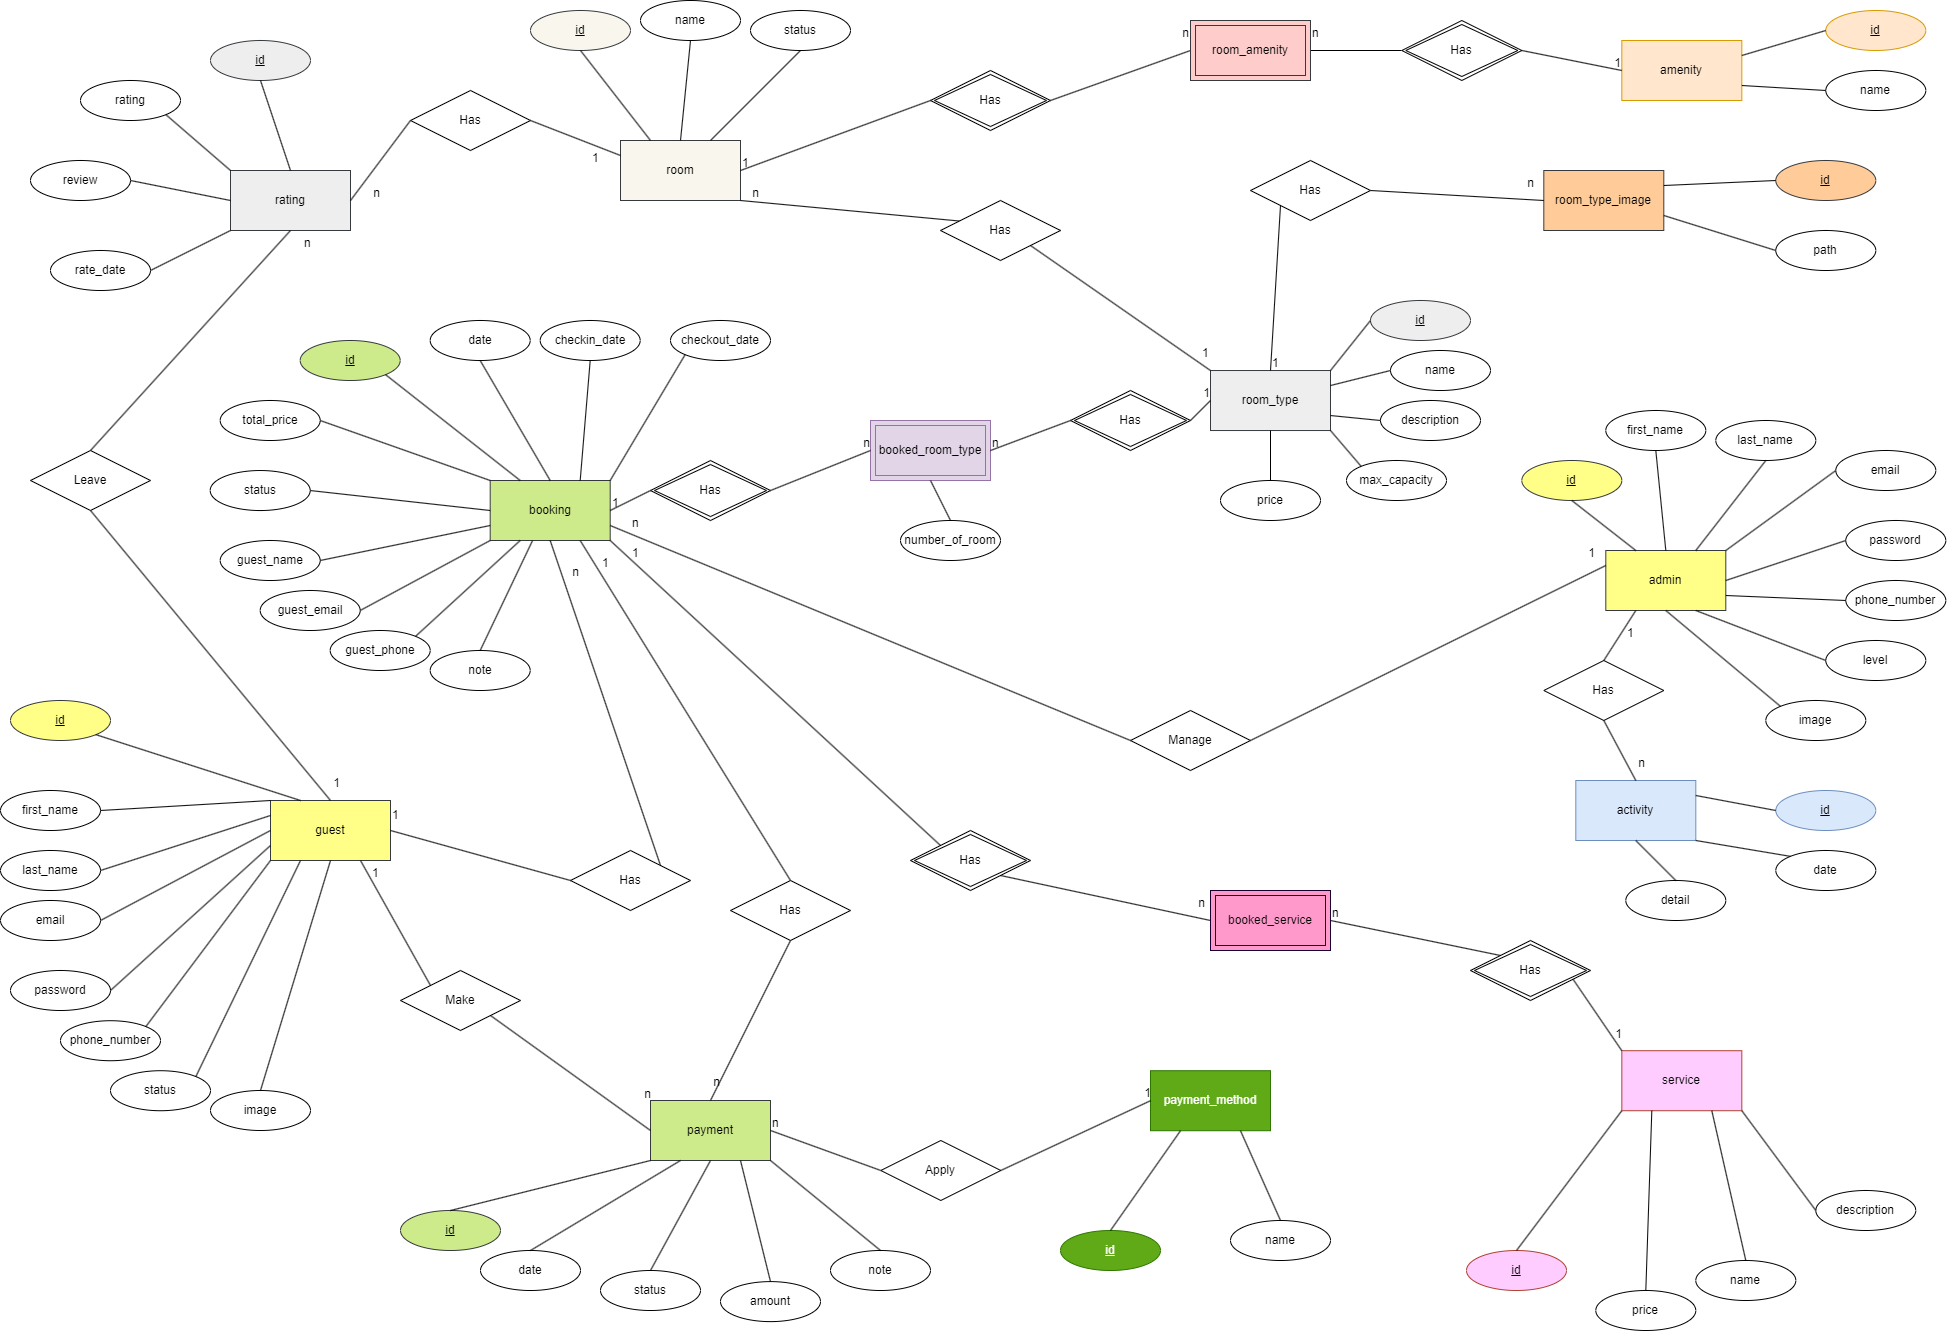 id
name
status
id
rating
review
rate_date
rating
n
n
Has
1
room
1
n
Has
n
room_amenity
n
Has
1
amenity
id
name
Has
1
Has
1
n
room_type_image
id
path
room_type
id
name
description
max_capacity
price
1
Has
n
booked_room_type
n
number_of_room
Has
1
booking
id
date
checkin_date
checkout_date
total_price
status
guest_name
guest_email
guest_phone
note
n
1
1
n
Leave
1
guest
id
first_name
last_name
email
password
phone_number
status
image
1
1
Has
Has
Make
n
n
payment
n
id
date
status
amount
note
Apply
1
payment_method
id
name
Manage
1
admin
id
first_name
last_name
email
password
phone_number
level
image
1
Has
n
activity
id
date
detail
Has
n
booked_service
n
Has
1
service
id
price
name
description